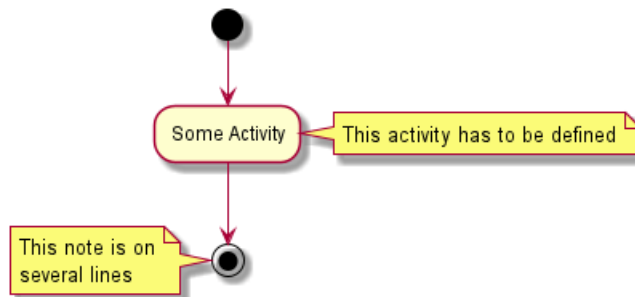 Some Activity
This activity has to be defined
This note is on
several lines